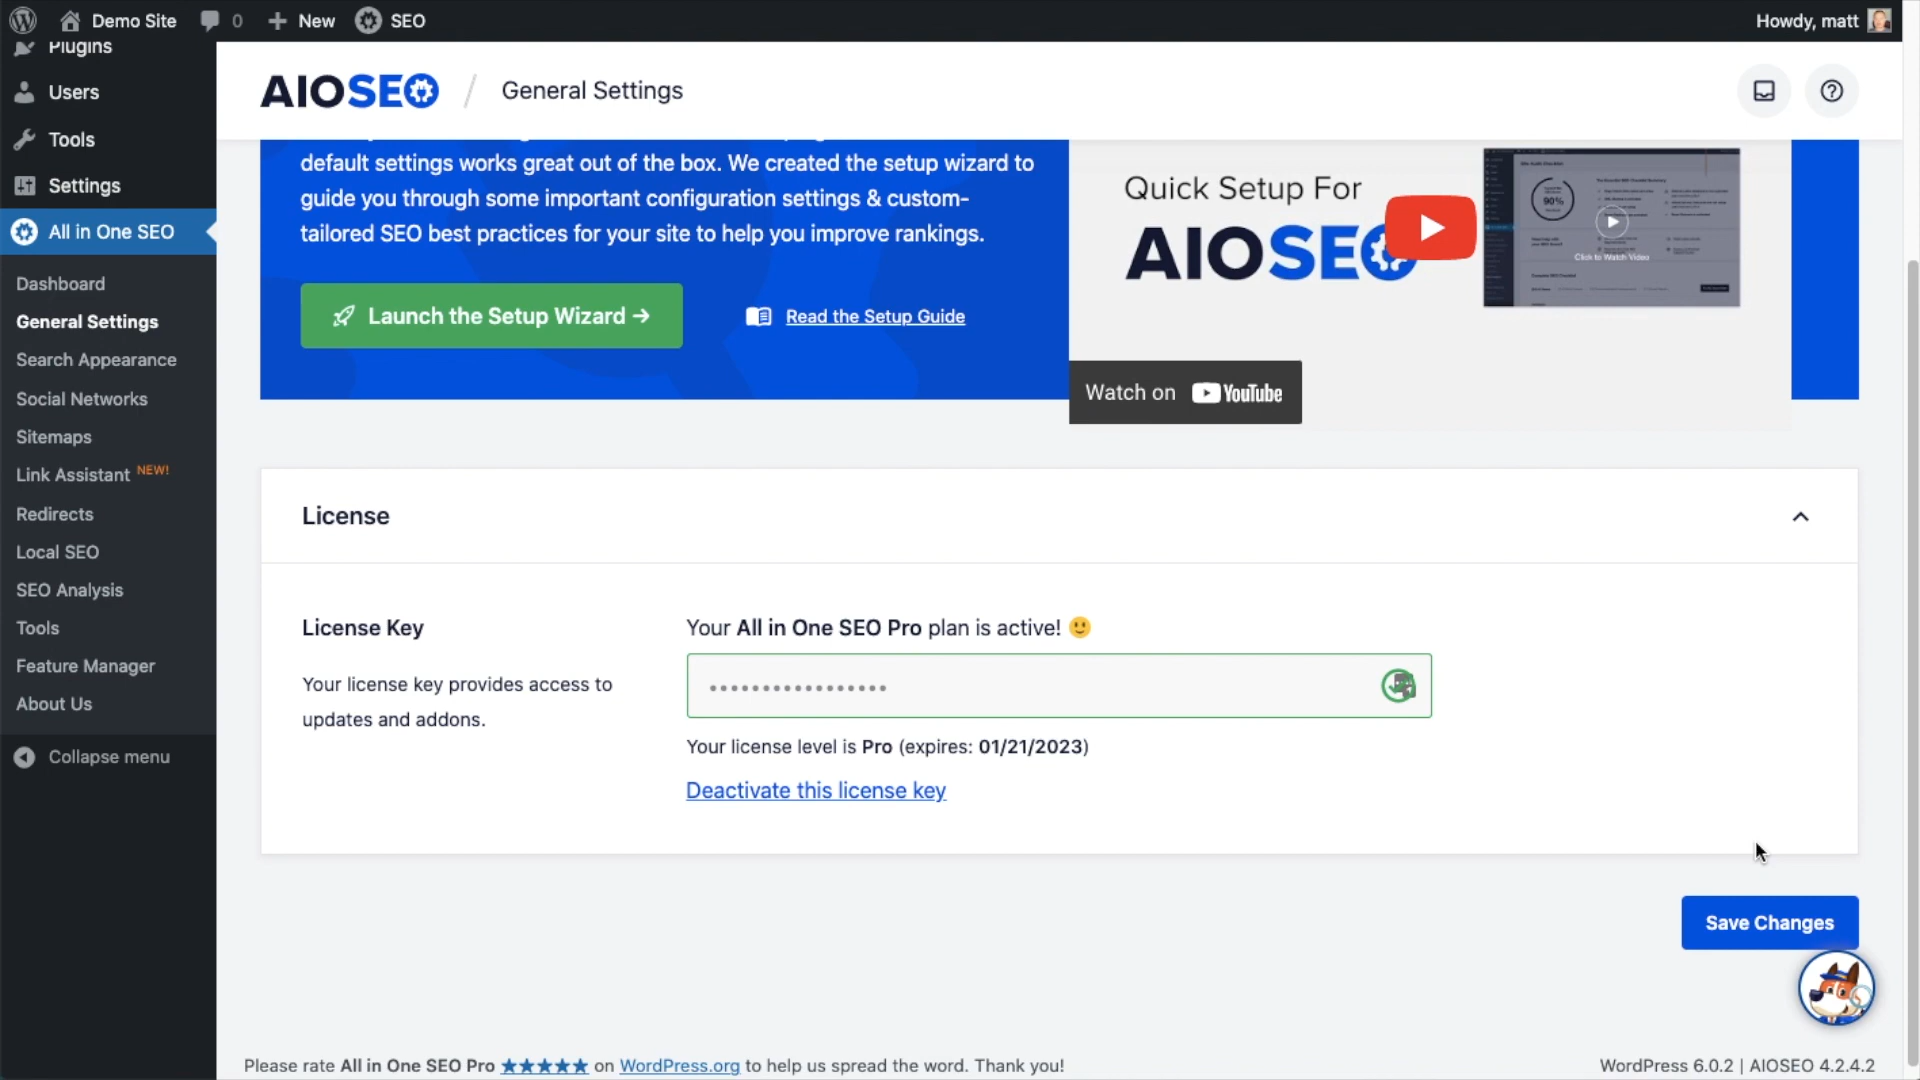 Demo Site
0
New
SEO
Howdy, matt
Plugins
Users
Tools
Settings
All in One SEO
Dashboard
General Settings
Search Appearance
Social Networks
Sitemaps
Link Assistant NEW!
Redirects
Local SEO
SEO Analysis
Tools
Feature Manager
About Us
Collapse menu
AIOSEO / General Settings
default settings works great out of the box. We created the setup wizard to
guide you through some important configuration settings & custom-
tailored SEO best practices for your site to help you improve rankings.
Launch the Setup Wizard →
Read the Setup Guide
Quick Setup For
AIOSEO
90%
Click to Watch Video
Watch on YouTube
License
License Key
Your license key provides access to
updates and addons.
Your All in One SEO Pro plan is active! 🙂
•••••••••••••••••
Your license level is Pro (expires: 01/21/2023)
Deactivate this license key
Save Changes
Please rate All in One SEO Pro ★★★★★ on WordPress.org to help us spread the word. Thank you!
WordPress 6.0.2 | AIOSEO 4.2.4.2